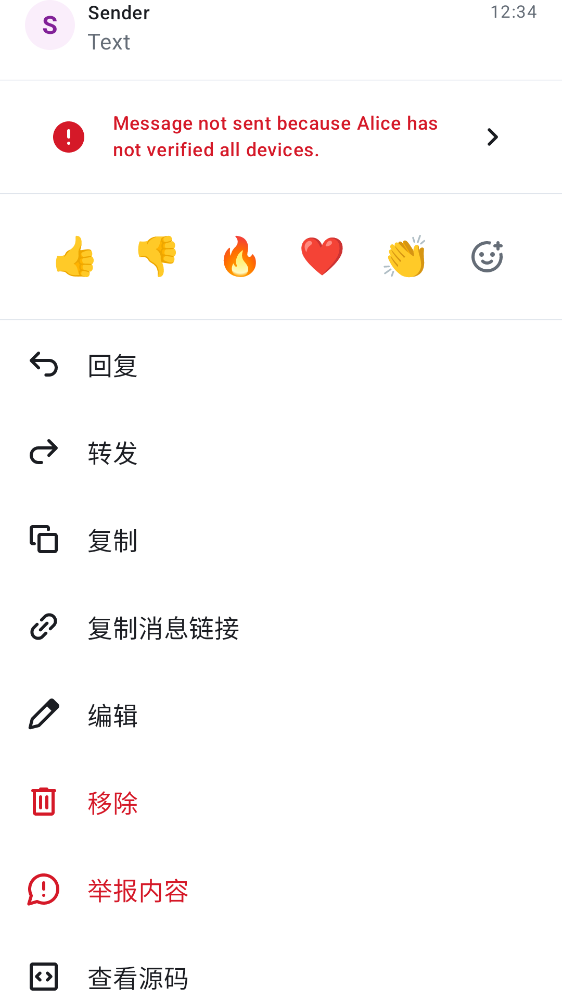 S
Sender
12:34
Text
Message not sent because Alice has
not verified all devices.
回复
转发
复制
复制消息链接
编辑
移除
举报内容
查看源码